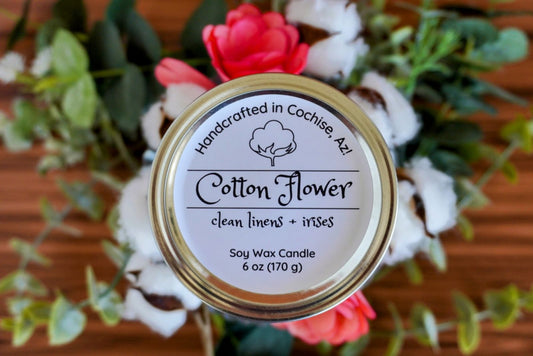 Handcrafted in Cochise, Az!
Cotton Flower
clean linens + irises
Soy Wax Candle
6 oz (170 g)